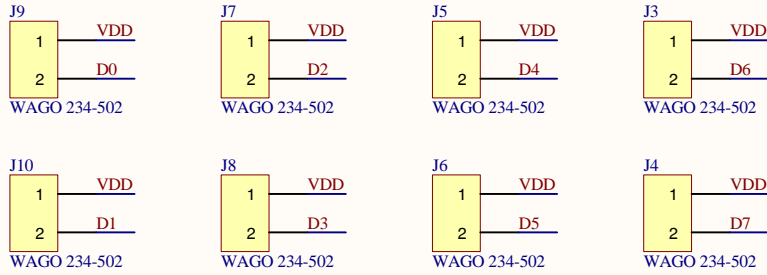 J9 J7 J5 J3
1 VDD 1 VDD 1 VDD 1 VDD
2 D0 2 D2 2 D4 2 D6
WAGO 234-502 WAGO 234-502 WAGO 234-502 WAGO 234-502
J10 J8 J6 J4
1 VDD 1 VDD 1 VDD 1 VDD
2 D1 2 D3 2 D5 2 D7
WAGO 234-502 WAGO 234-502 WAGO 234-502 WAGO 234-502